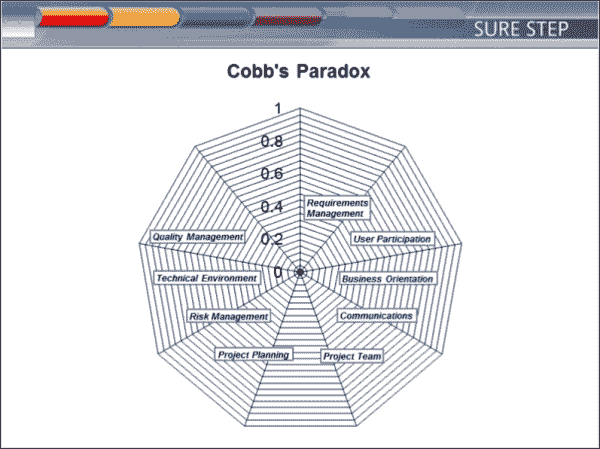 SURE STEP
Cobb's Paradox
1
0.8
0.6
0.4
Requirements
Management
Quality Management
0.2
User Participation
0
Technical Environment
Business Orientation
Risk Management
Communications
Project Planning
Project Team